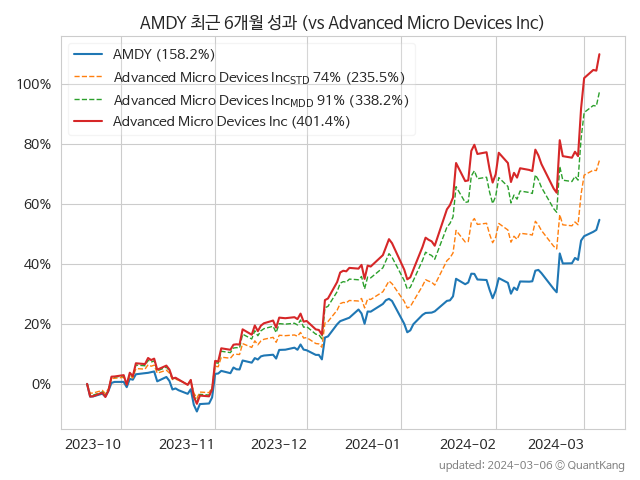 AMDY 최근 6개월 성과 (vs Advanced Micro Devices Inc)
AMDY (158.2%)
Advanced Micro Devices Inc_STD 74% (235.5%)
Advanced Micro Devices Inc_MDD 91% (338.2%)
Advanced Micro Devices Inc (401.4%)
100%
80%
60%
40%
20%
0%
2023-10
2023-11
2023-12
2024-01
2024-02
2024-03
updated: 2024-03-06 © QuantKang